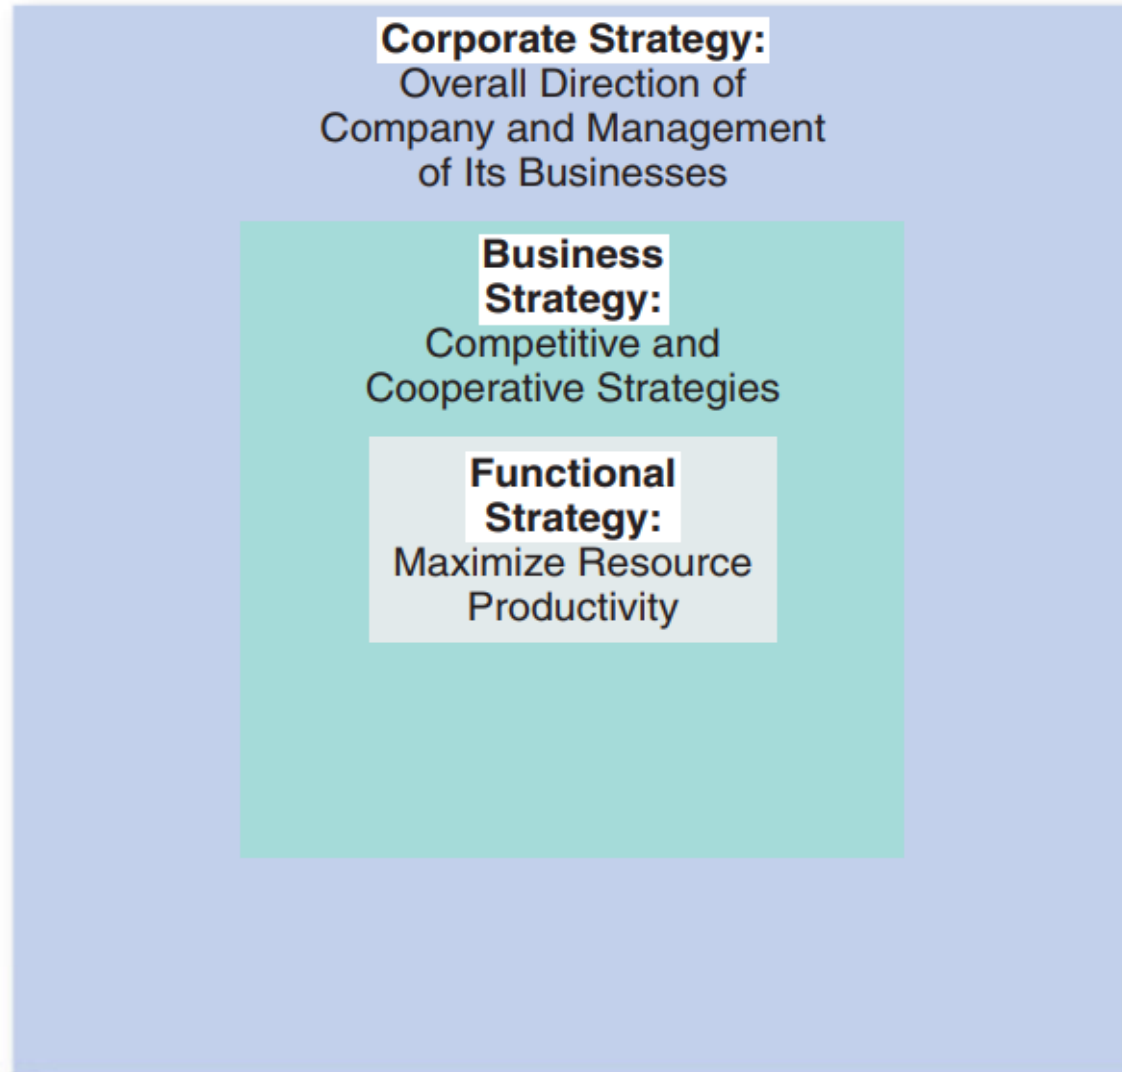 Corporate Strategy:
Overall Direction of
Company and Management
of Its Businesses
Business
Strategy:
Competitive and
Cooperative Strategies
Functional
Strategy:
Maximize Resource
Productivity